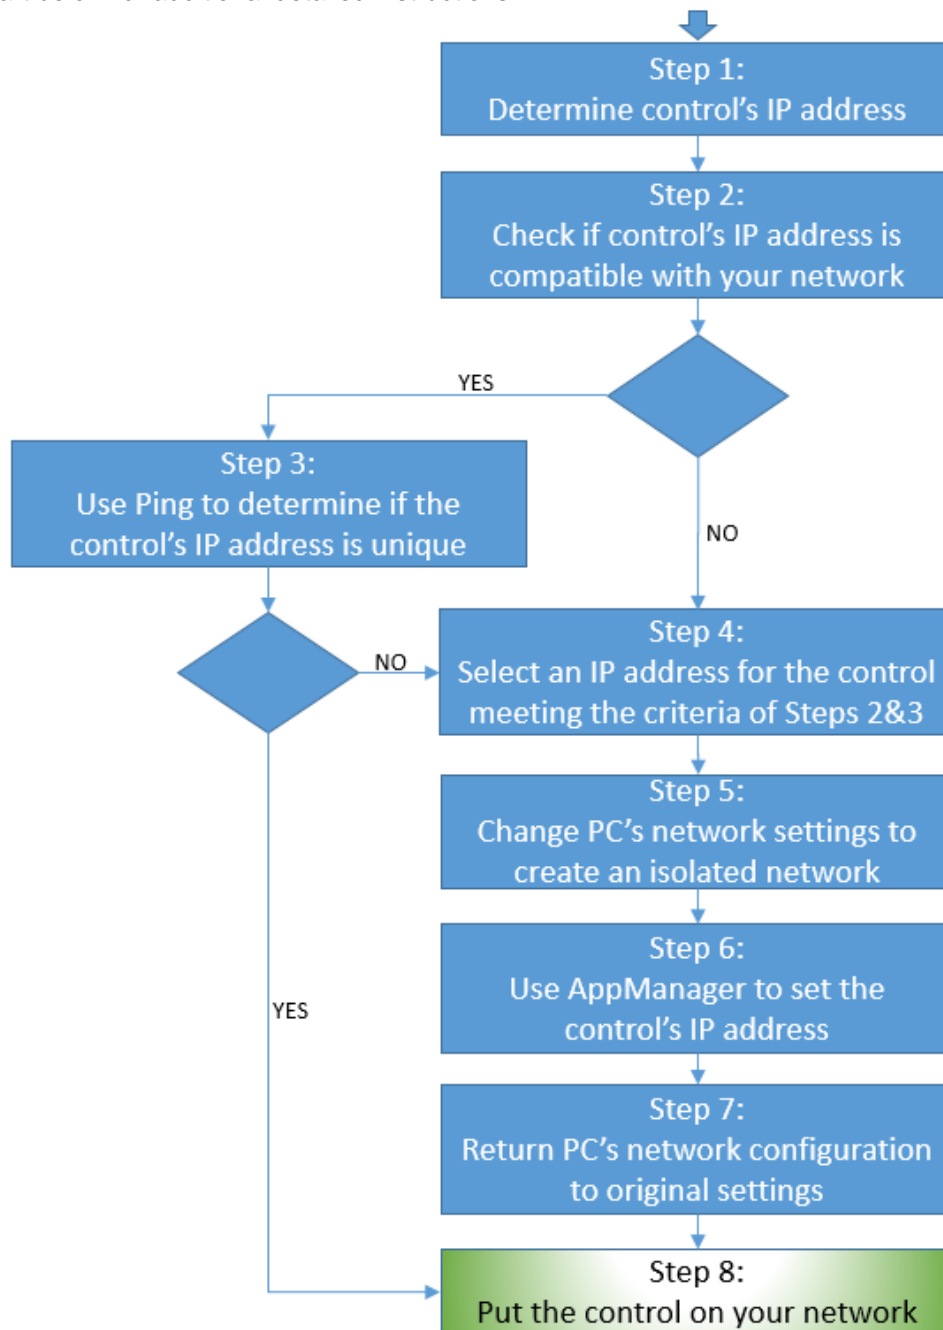 Step 1:
Determine control's IP address
Step 2:
Check if control's IP address is
compatible with your network
YES
Step 3:
Use Ping to determine if the
control's IP address is unique
NO
NO
Step 4:
Select an IP address for the control
meeting the criteria of Steps 2&3
Step 5:
Change PC's network settings to
create an isolated network
Step 6:
Use AppManager to set the
control's IP address
YES
Step 7:
Return PC's network configuration
to original settings
Step 8:
Put the control on your network